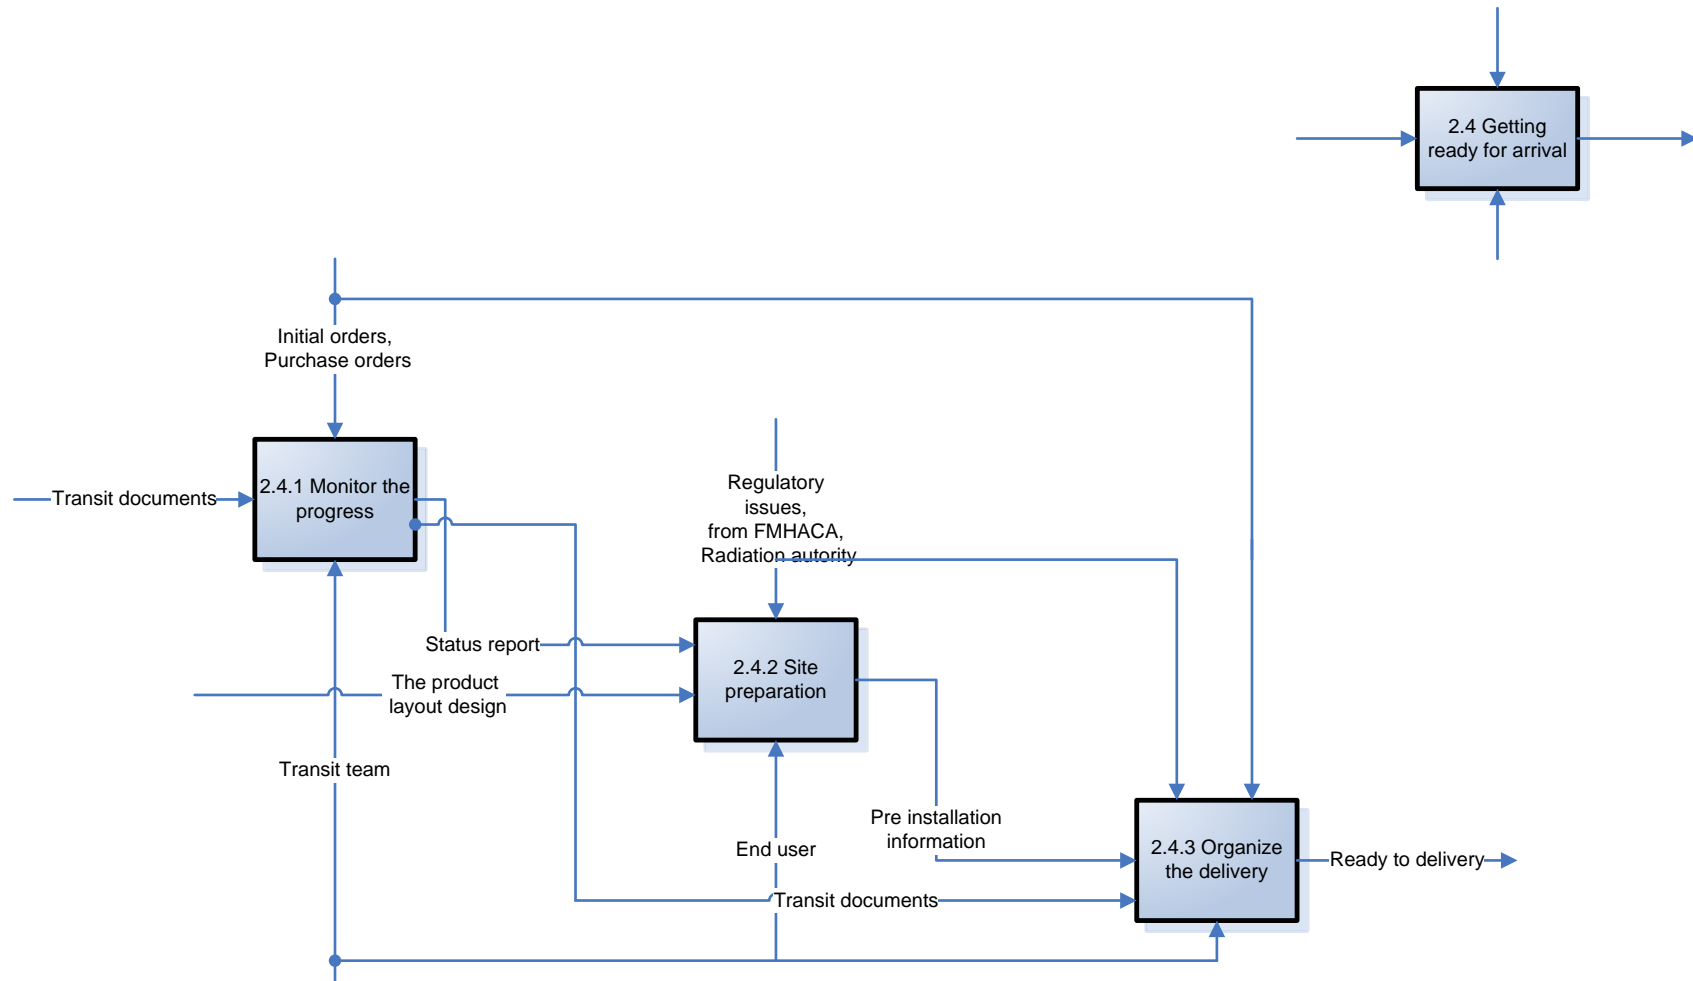 2.4 Getting
ready for arrival
Initial orders,
Purchase orders
Transit documents
2.4.1 Monitor the
progress
Regulatory
issues,
from FMHACA,
Radiation autority
Status report
2.4.2 Site
preparation
The product
layout design
Transit team
Pre installation
information
End user
2.4.3 Organize
the delivery
Ready to delivery
Transit documents